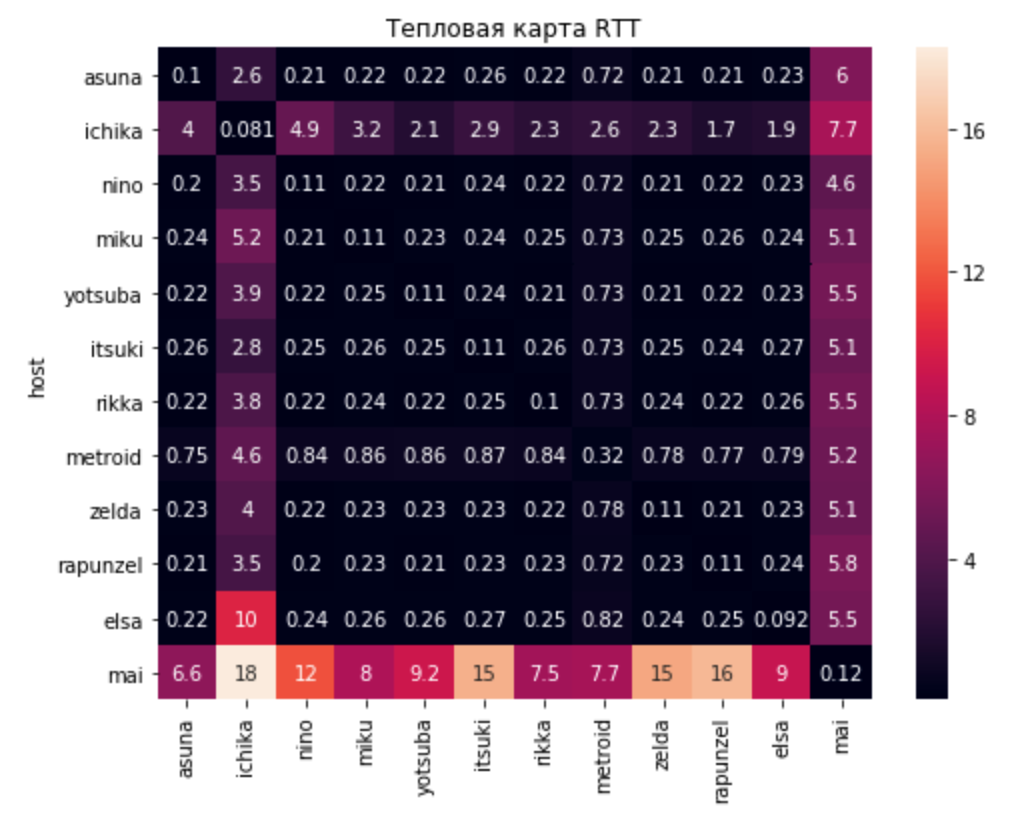 Тепловая карта RTT
asuna 0.1 2.6 0.21 0.22 0.22 0.26 0.22 0.72 0.21 0.21 0.23 6
ichika 4 0.081 4.9 3.2 2.1 2.9 2.3 2.6 2.3 1.7 1.9 7.7
16
nino 0.2 3.5 0.11 0.22 0.21 0.24 0.22 0.72 0.21 0.22 0.23 4.6
miku 0.24 5.2 0.21 0.11 0.23 0.24 0.25 0.73 0.25 0.26 0.24 5.1
12
yotsuba 0.22 3.9 0.22 0.25 0.11 0.24 0.21 0.73 0.21 0.22 0.23 5.5
itsuki 0.26 2.8 0.25 0.26 0.25 0.11 0.26 0.73 0.25 0.24 0.27 5.1
host
rikka 0.22 3.8 0.22 0.24 0.22 0.25 0.1 0.73 0.24 0.22 0.26 5.5
8
metroid 0.75 4.6 0.84 0.86 0.86 0.87 0.84 0.32 0.78 0.77 0.79 5.2
zelda 0.23 4 0.22 0.23 0.23 0.23 0.22 0.78 0.11 0.21 0.23 5.1
rapunzel 0.21 3.5 0.2 0.23 0.21 0.23 0.23 0.72 0.23 0.11 0.24 5.8
4
elsa 0.22 10 0.24 0.26 0.26 0.27 0.25 0.82 0.24 0.25 0.092 5.5
mai 6.6 18 12 8 9.2 15 7.5 7.7 15 16 9 0.12
asuna ichika nino miku yotsuba itsuki rikka metroid zelda rapunzel elsa mai